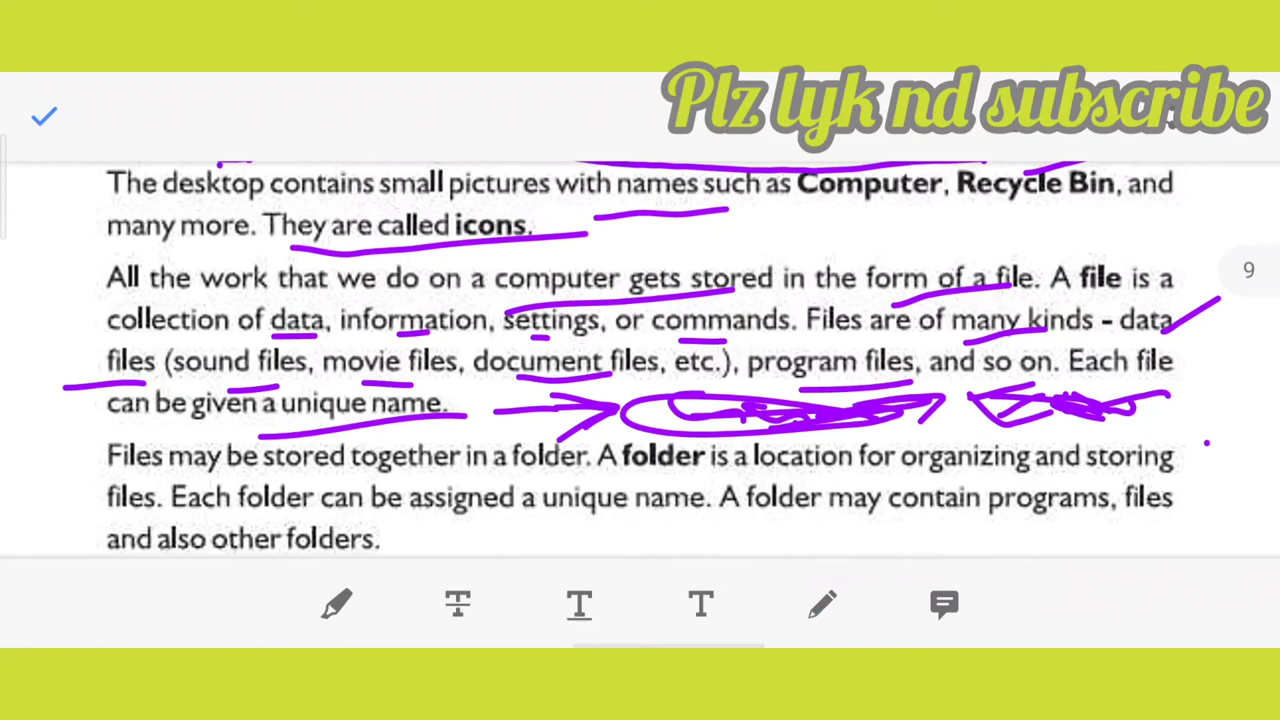 Plz lyk nd subscribe
The desktop contains small pictures with names such as Computer, Recycle Bin, and
many more. They are called icons.
All the work that we do on a computer gets stored in the form of a file. A file is a
9
collection of data, information, settings, or commands. Files are of many kinds - data
files (sound files, movie files, document files, etc.), program files, and so on. Each file
can be given a unique name.
Files may be stored together in a folder. A folder is a location for organizing and storing
files. Each folder can be assigned a unique name. A folder may contain programs, files
and also other folders.
T
T
T